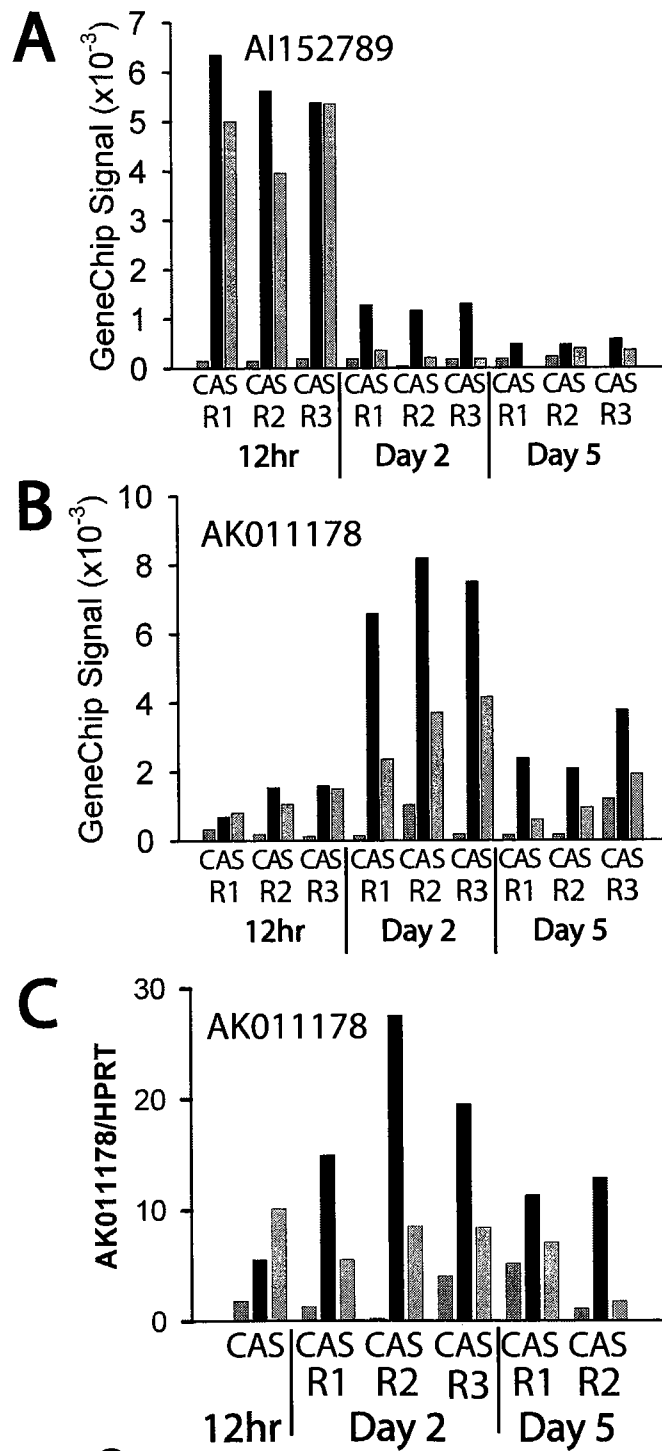 A
AI152789
GeneChip Signal (x10-3)
7
6
5
4
3
2
1
0
CAS CAS CAS CAS CAS CAS CAS CAS CAS
R1 R2 R3 R1 R2 R3 R1 R2 R3
12hr Day 2 Day 5
B
AK011178
GeneChip Signal (x10-3)
10
8
6
4
2
0
CAS CAS CAS CAS CAS CAS CAS CAS CAS
R1 R2 R3 R1 R2 R3 R1 R2 R3
12hr Day 2 Day 5
C
AK011178
AK011178/HPRT
30
20
10
0
CAS CAS CAS CAS CAS CAS
R1 R2 R3 R1 R2
12hr Day 2 Day 5